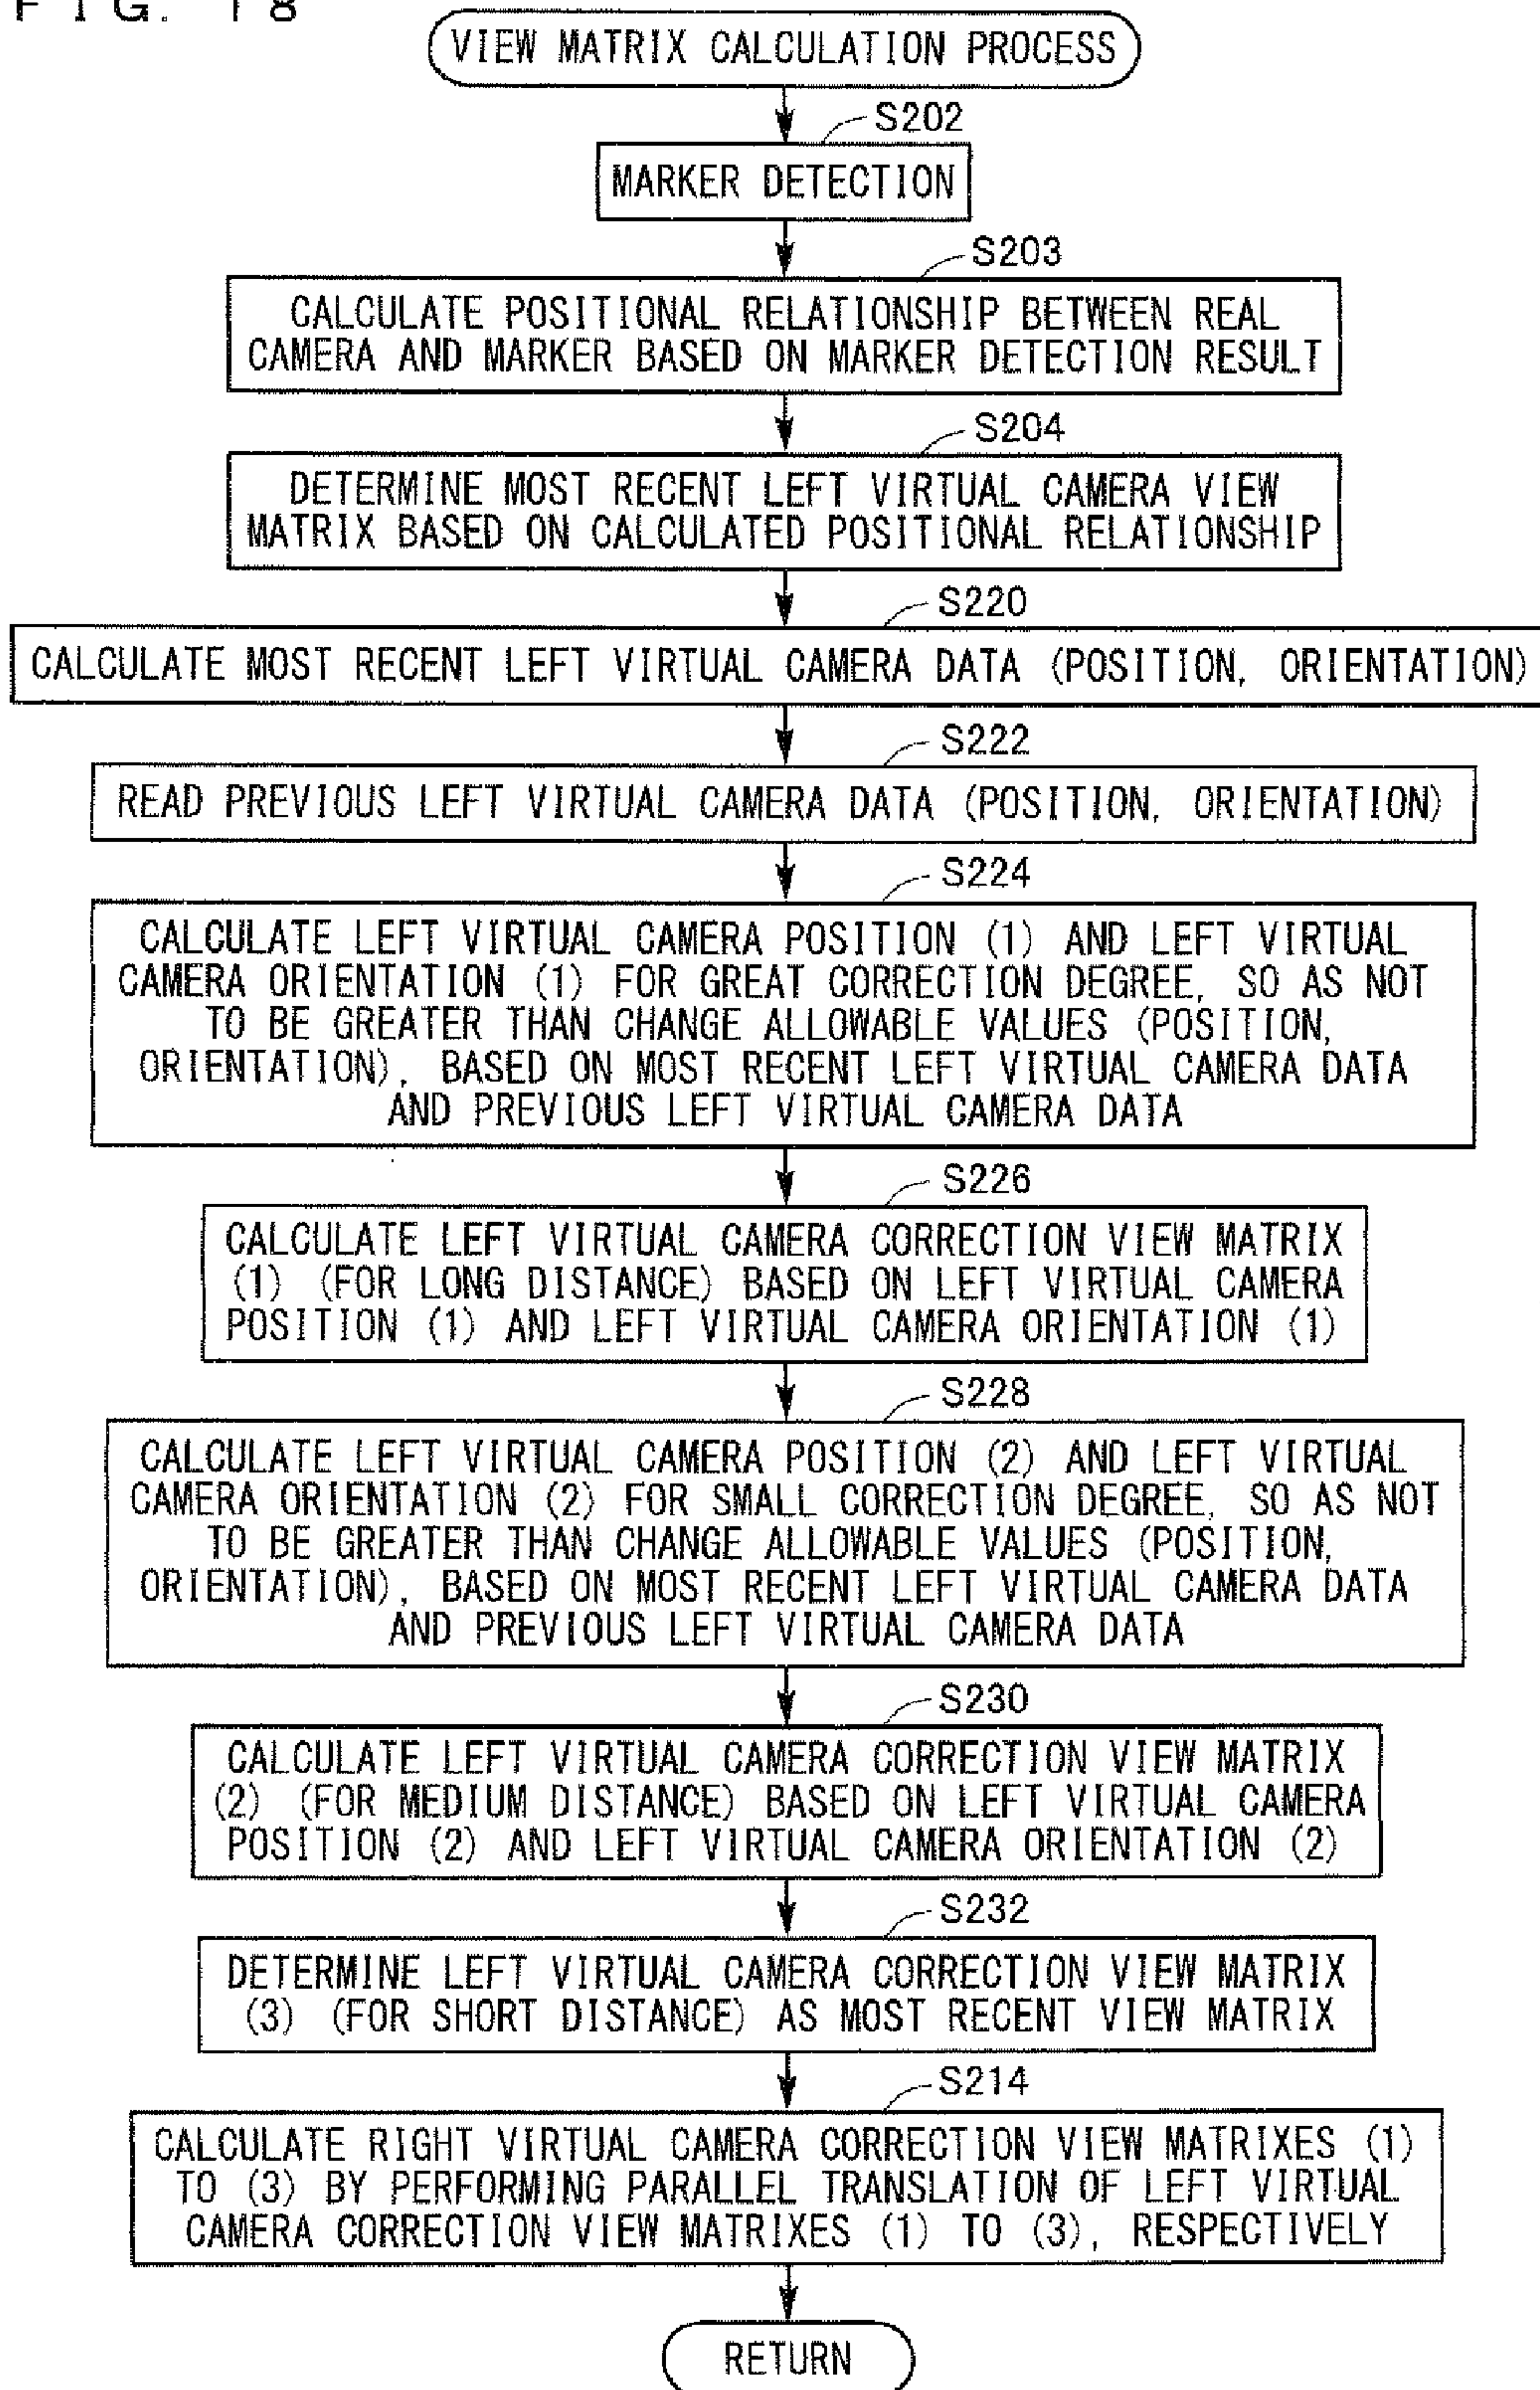 FIG. 18
VIEW MATRIX CALCULATION PROCESS
S202
MARKER DETECTION
S203
CALCULATE POSITIONAL RELATIONSHIP BETWEEN REAL
CAMERA AND MARKER BASED ON MARKER DETECTION RESULT
S204
DETERMINE MOST RECENT LEFT VIRTUAL CAMERA VIEW
MATRIX BASED ON CALCULATED POSITIONAL RELATIONSHIP
S220
CALCULATE MOST RECENT LEFT VIRTUAL CAMERA DATA (POSITION, ORIENTATION)
S222
READ PREVIOUS LEFT VIRTUAL CAMERA DATA (POSITION, ORIENTATION)
S224
CALCULATE LEFT VIRTUAL CAMERA POSITION (1) AND LEFT VIRTUAL
CAMERA ORIENTATION (1) FOR GREAT CORRECTION DEGREE, SO AS NOT
TO BE GREATER THAN CHANGE ALLOWABLE VALUES (POSITION,
ORIENTATION), BASED ON MOST RECENT LEFT VIRTUAL CAMERA DATA
AND PREVIOUS LEFT VIRTUAL CAMERA DATA
S226
CALCULATE LEFT VIRTUAL CAMERA CORRECTION VIEW MATRIX
(1) (FOR LONG DISTANCE) BASED ON LEFT VIRTUAL CAMERA
POSITION (1) AND LEFT VIRTUAL CAMERA ORIENTATION (1)
S228
CALCULATE LEFT VIRTUAL CAMERA POSITION (2) AND LEFT VIRTUAL
CAMERA ORIENTATION (2) FOR SMALL CORRECTION DEGREE, SO AS NOT
TO BE GREATER THAN CHANGE ALLOWABLE VALUES (POSITION,
ORIENTATION), BASED ON MOST RECENT LEFT VIRTUAL CAMERA DATA
AND PREVIOUS LEFT VIRTUAL CAMERA DATA
S230
CALCULATE LEFT VIRTUAL CAMERA CORRECTION VIEW MATRIX
(2) (FOR MEDIUM DISTANCE) BASED ON LEFT VIRTUAL CAMERA
POSITION (2) AND LEFT VIRTUAL CAMERA ORIENTATION (2)
S232
DETERMINE LEFT VIRTUAL CAMERA CORRECTION VIEW MATRIX
(3) (FOR SHORT DISTANCE) AS MOST RECENT VIEW MATRIX
S214
CALCULATE RIGHT VIRTUAL CAMERA CORRECTION VIEW MATRIXES (1)
TO (3) BY PERFORMING PARALLEL TRANSLATION OF LEFT VIRTUAL
CAMERA CORRECTION VIEW MATRIXES (1) TO (3), RESPECTIVELY
RETURN